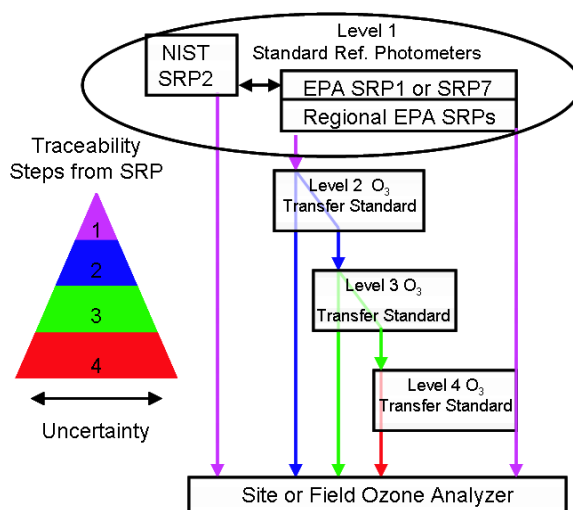 Level 1
Standard Ref. Photometers
NIST
SRP2
EPA SRP1 or SRP7
Regional EPA SRPs
Traceability
Steps from SRP
1
2
3
4
Uncertainty
Level 2 O3
Transfer Standard
Level 3 O3
Transfer Standard
Level 4 O3
Transfer Standard
Site or Field Ozone Analyzer